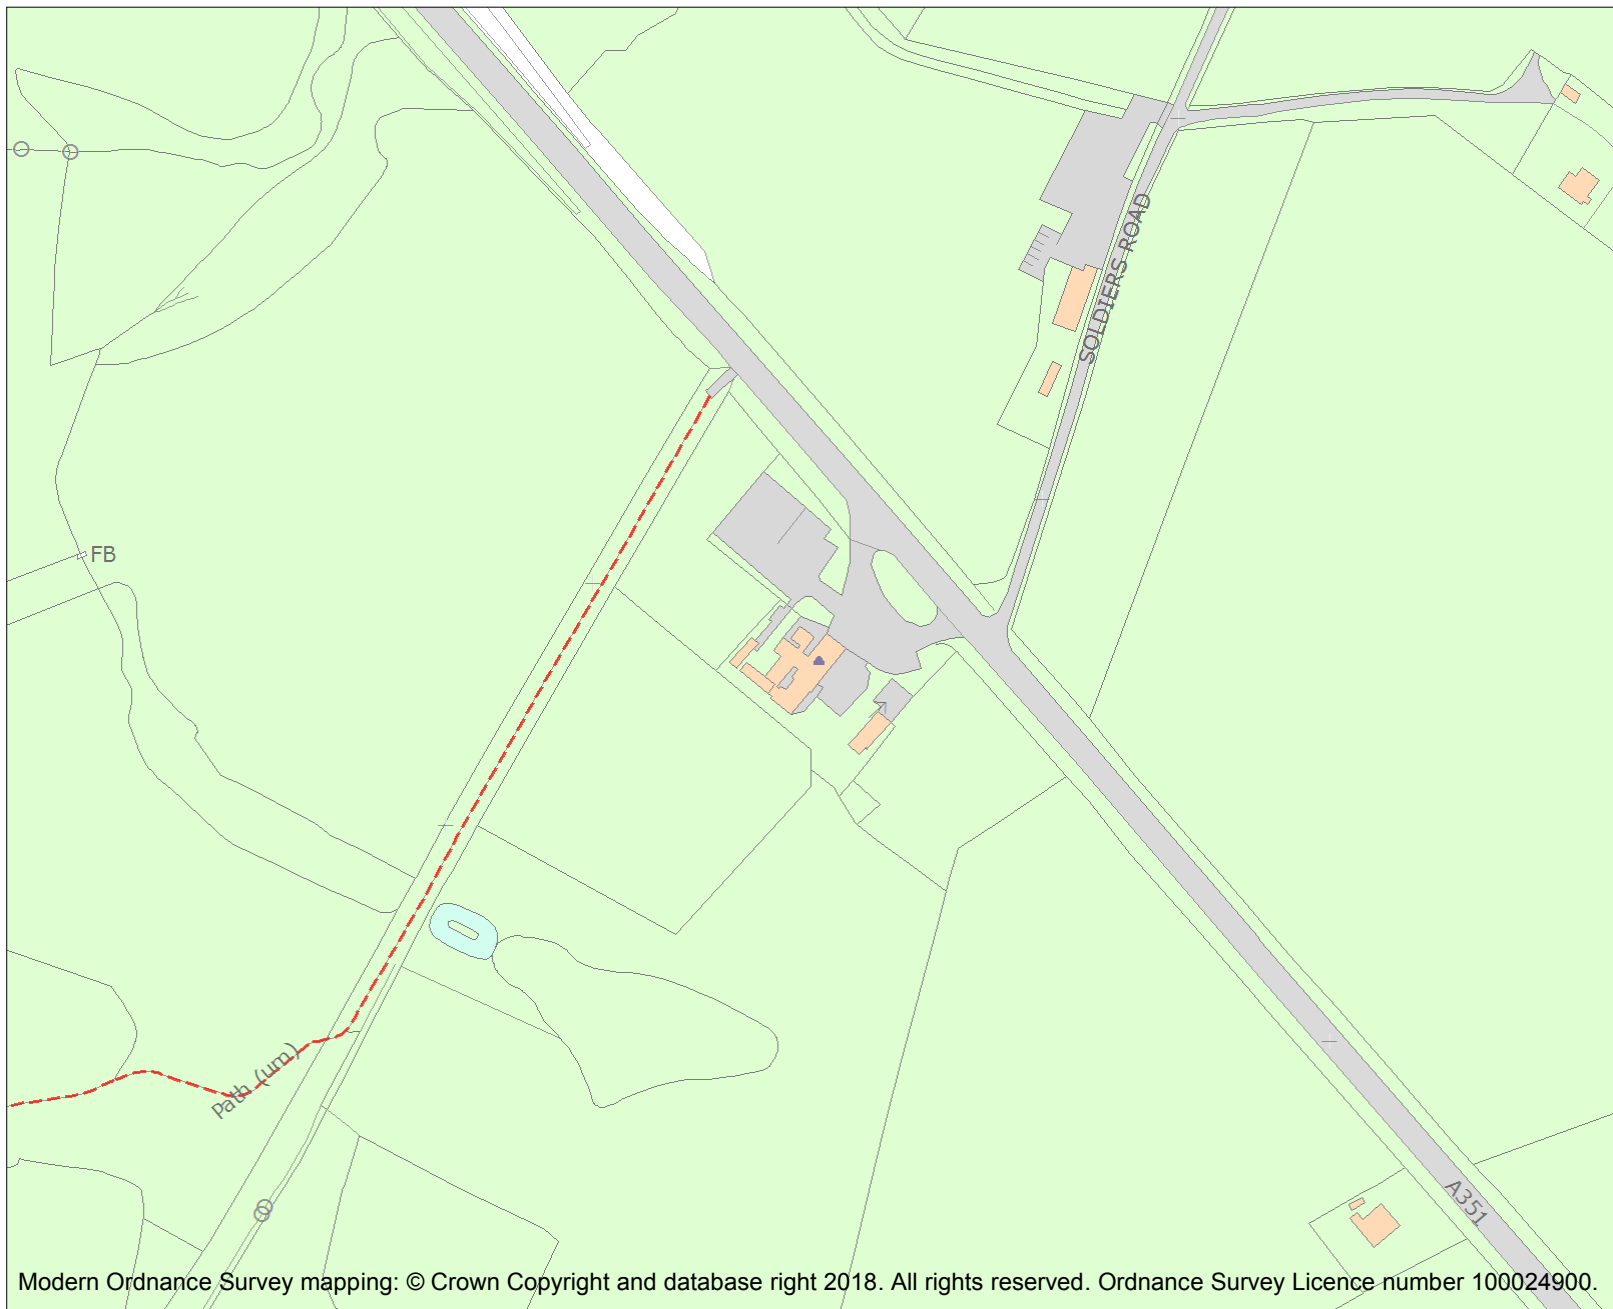 SOLDIERS ROAD
FB
Path (um)
A351
Modern Ordnance Survey mapping: © Crown Copyright and database right 2018. All rights reserved. Ordnance Survey Licence number 100024900.